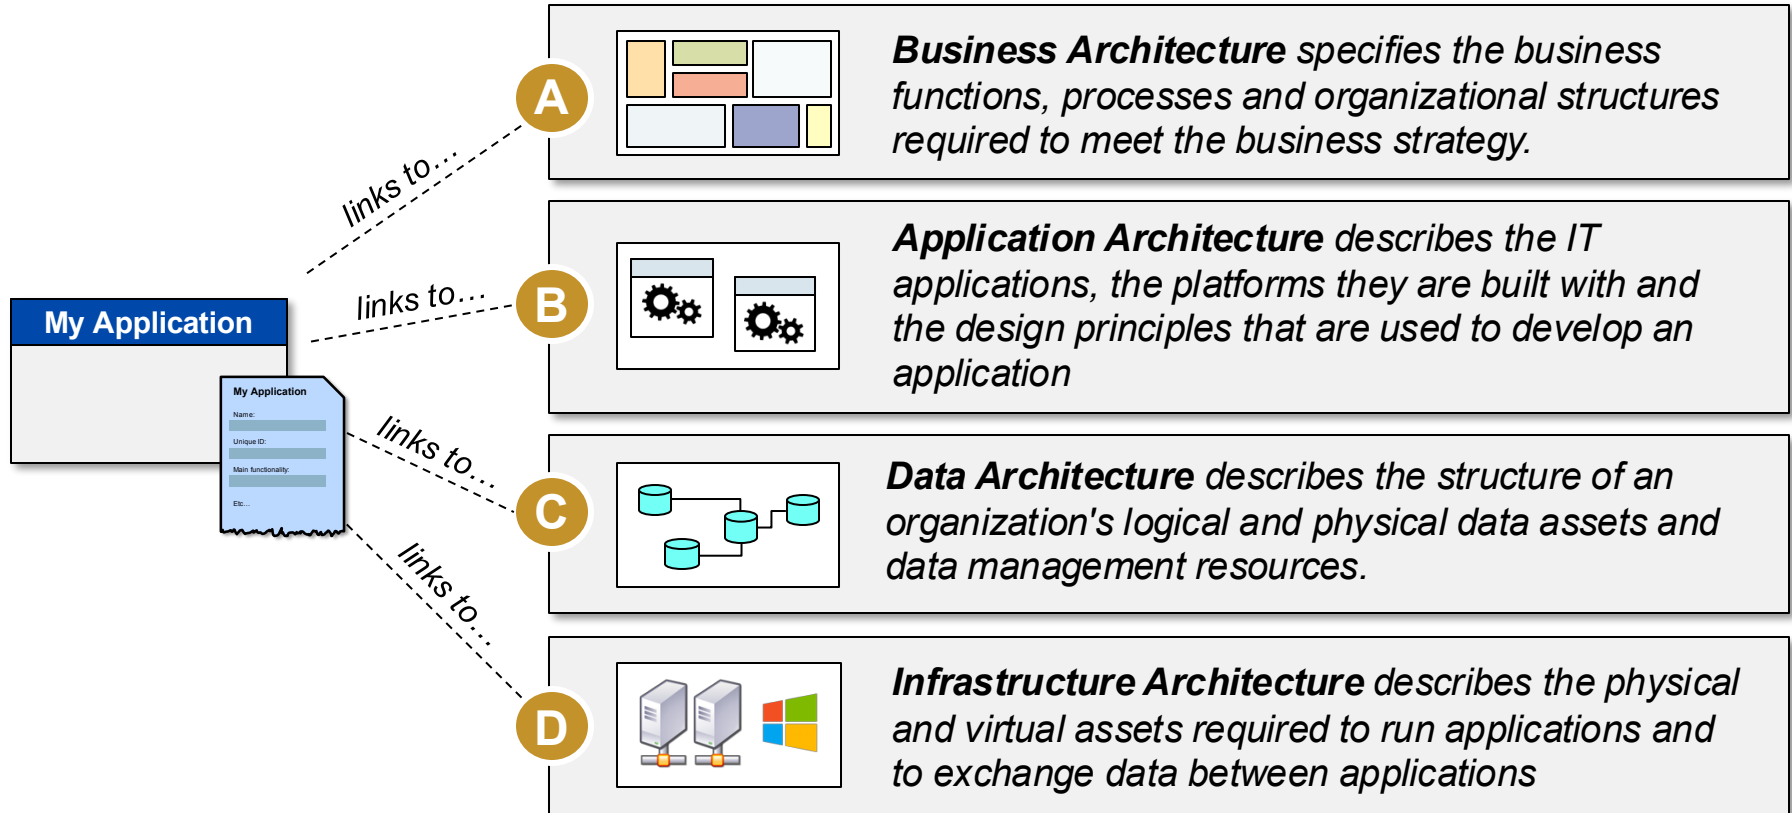 A
Business Architecture specifies the business
functions, processes and organizational structures
required to meet the business strategy.
links to...
B
Application Architecture describes the IT
applications, the platforms they are built with and
the design principles that are used to develop an
application
links to...
My Application
My Application
Name:
Unique ID:
Main functionality:
Etc...
links to...
C
Data Architecture describes the structure of an
organization's logical and physical data assets and
data management resources.
links to...
D
Infrastructure Architecture describes the physical
and virtual assets required to run applications and
to exchange data between applications